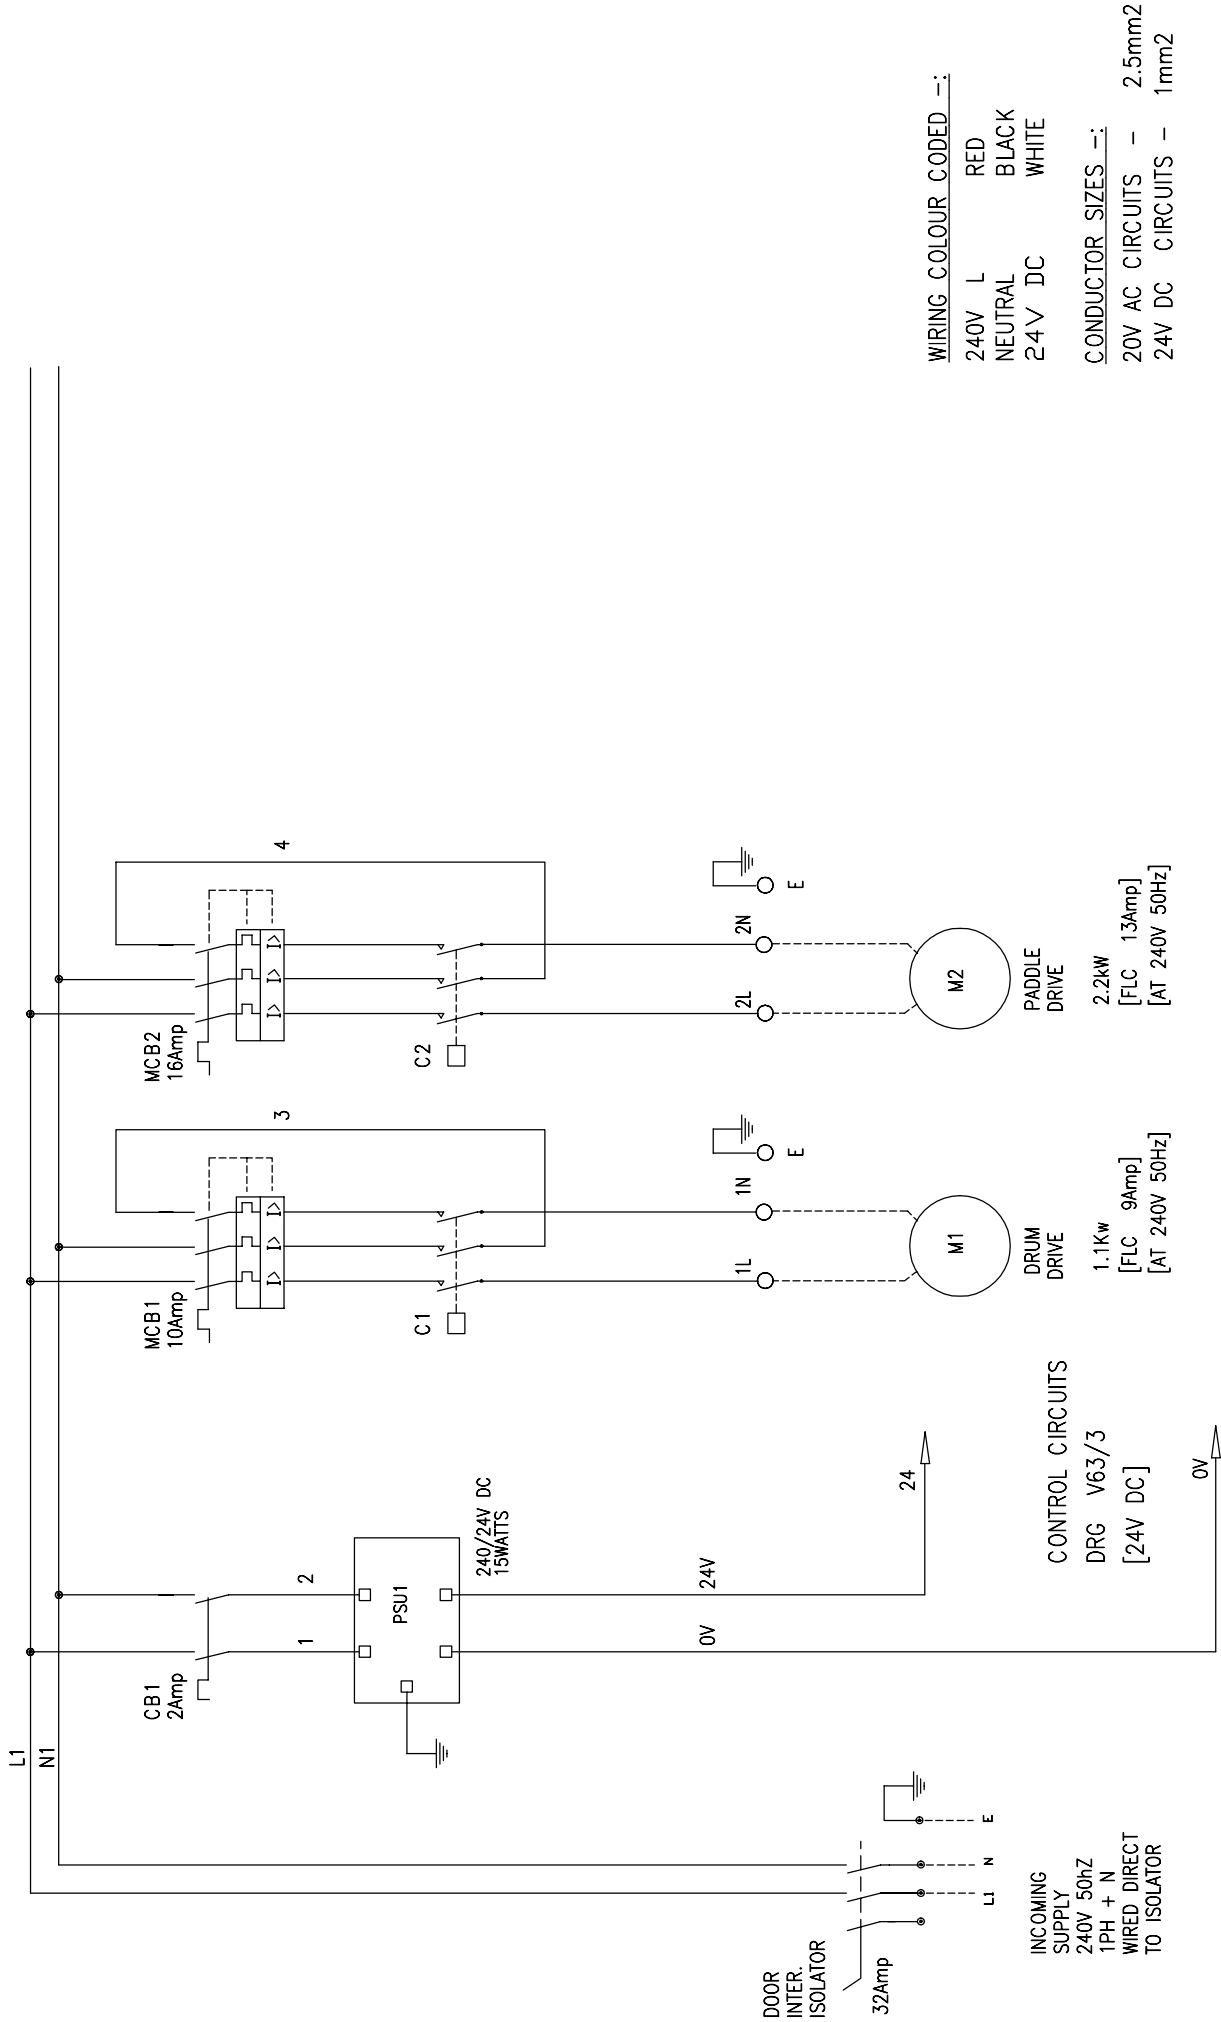 L1
N1
DOOR
INTER.
ISOLATOR
32Amp
L1
N
E
INCOMING
SUPPLY
240V 50hZ
1PH + N
WIRED DIRECT
TO ISOLATOR
CB1
2Amp
1
2
PSU1
240/24V DC
15WATTS
0V
24V
24
CONTROL CIRCUITS
DRG V63/3
[24V DC]
0V
MCB1
10Amp
3
C1
1L
1N
E
M1
DRUM
DRIVE
1.1Kw
[FLC 9Amp]
[AT 240V 50Hz]
MCB2
16Amp
4
C2
2L
2N
E
M2
PADDLE
DRIVE
2.2kW
[FLC 13Amp]
[AT 240V 50Hz]
WIRING COLOUR CODED -:
240V L RED
NEUTRAL BLACK
24V DC WHITE
CONDUCTOR SIZES -:
20V AC CIRCUITS - 2.5mm2
24V DC CIRCUITS - 1mm2